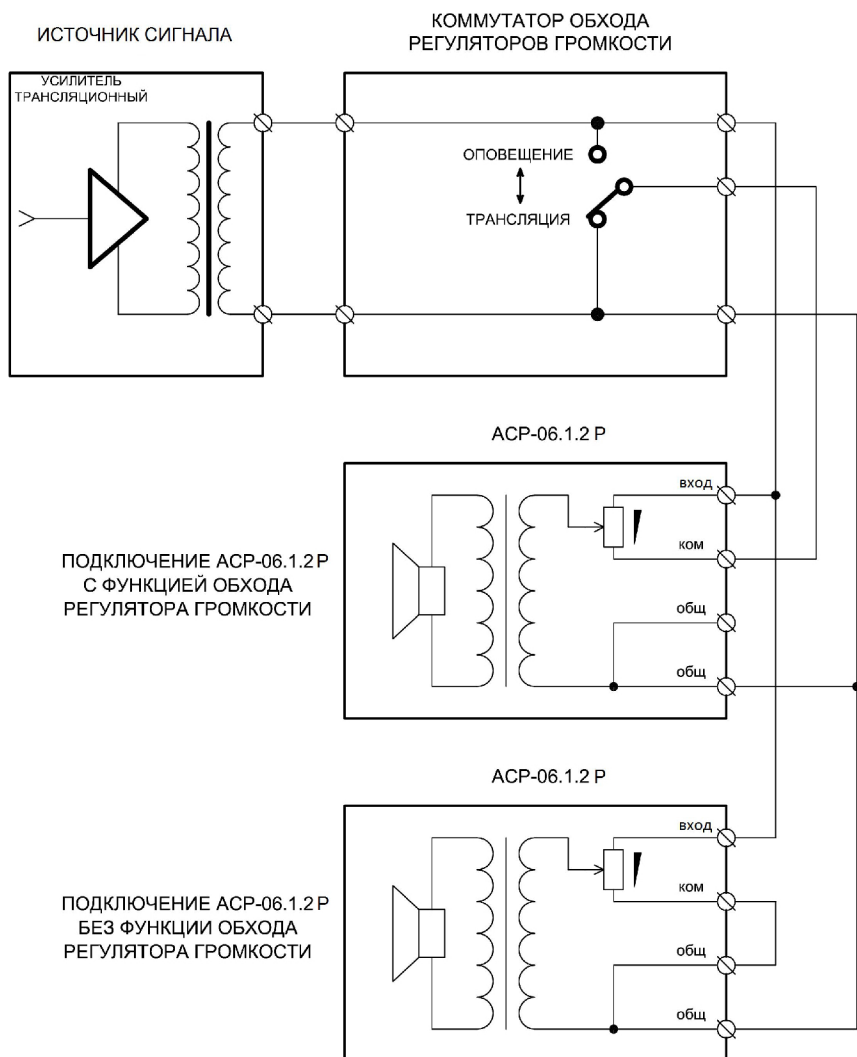 ИСТОЧНИК СИГНАЛА
КОММУТАТОР ОБХОДА
РЕГУЛЯТОРОВ ГРОМКОСТИ
УСИЛИТЕЛЬ
ТРАНСЛЯЦИОННЫЙ
ОПОВЕЩЕНИЕ
ТРАНСЛЯЦИЯ
АСР-06.1.2 Р
вход
ком
общ
общ
ПОДКЛЮЧЕНИЕ АСР-06.1.2 Р
С ФУНКЦИЕЙ ОБХОДА
РЕГУЛЯТОРА ГРОМКОСТИ
АСР-06.1.2 Р
вход
ком
общ
общ
ПОДКЛЮЧЕНИЕ АСР-06.1.2 Р
БЕЗ ФУНКЦИИ ОБХОДА
РЕГУЛЯТОРА ГРОМКОСТИ